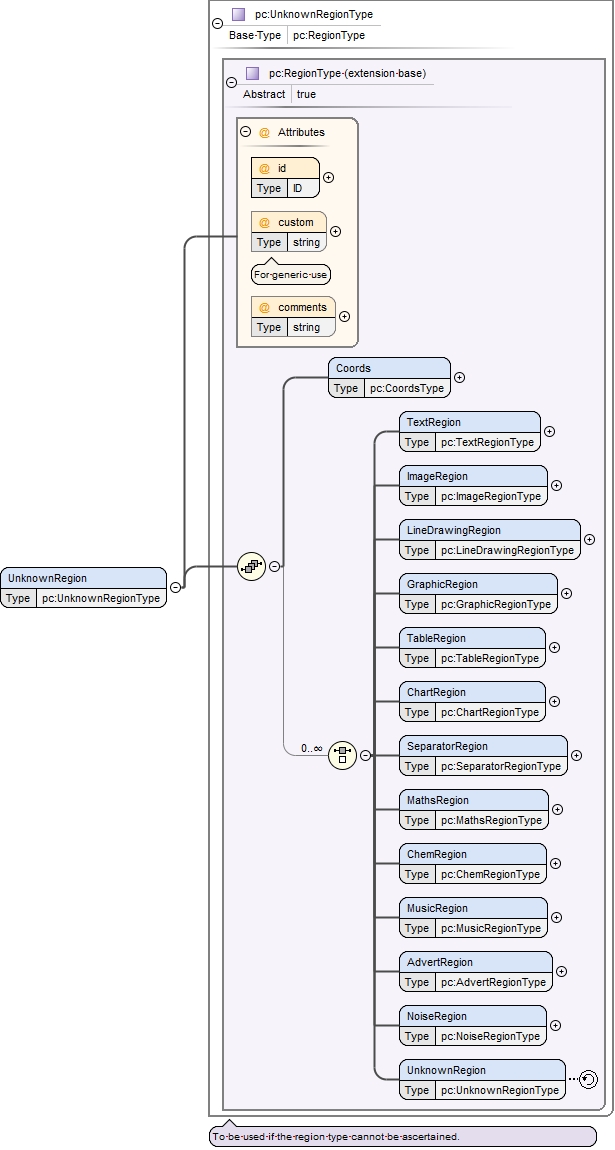 pc:UnknownRegionType
Base-Type pc:RegionType
pc:RegionType-(extension-base)
Abstract true
@ Attributes
@ id
Type ID
@ custom
Type string
For-generic-use
@ comments
Type string
Coords
Type pc:CoordsType
TextRegion
Type pc:TextRegionType
ImageRegion
Type pc:ImageRegionType
LineDrawingRegion
Type pc:LineDrawingRegionType
GraphicRegion
Type pc:GraphicRegionType
UnknownRegion
Type pc:UnknownRegionType
TableRegion
Type pc:TableRegionType
ChartRegion
Type pc:ChartRegionType
0..∞
SeparatorRegion
Type pc:SeparatorRegionType
MathsRegion
Type pc:MathsRegionType
ChemRegion
Type pc:ChemRegionType
MusicRegion
Type pc:MusicRegionType
AdvertRegion
Type pc:AdvertRegionType
NoiseRegion
Type pc:NoiseRegionType
UnknownRegion
Type pc:UnknownRegionType
To-be-used-if-the-region-type-cannot-be-ascertained.